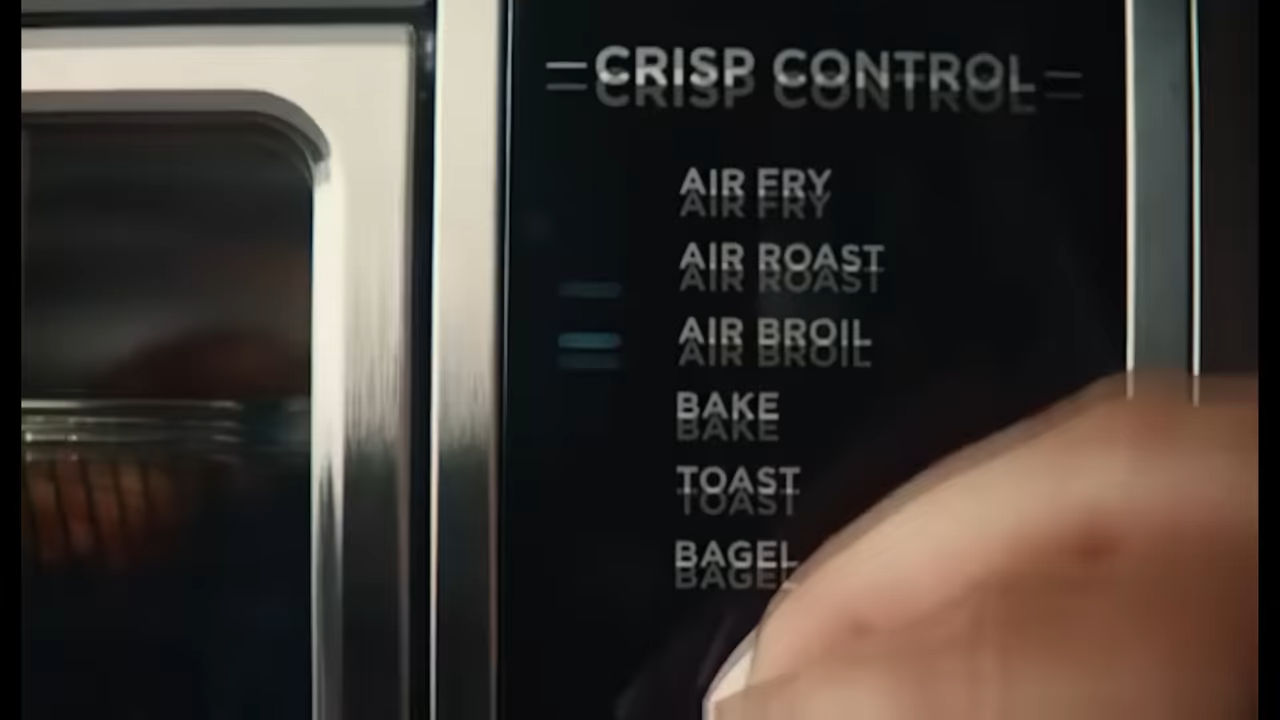 CRISP CONTROL
AIR FRY
AIR ROAST
AIR BROIL
BAKE
TOAST
BAGEL